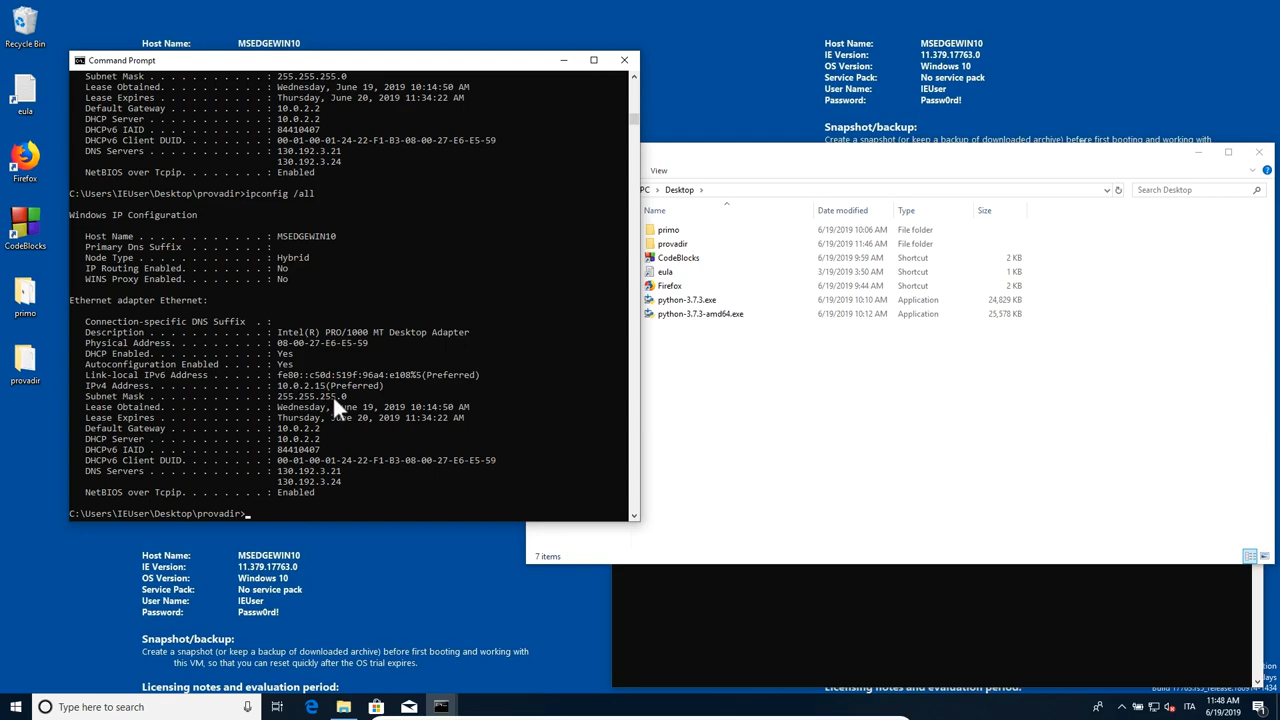 Recycle Bin
eula
Firefox
CodeBlocks
primo
provadir
Host Name: MSEDGEWIN10
Host Name: MSEDGEWIN10
IE Version: 11.379.17763.0
OS Version: Windows 10
Service Pack: No service pack
User Name: IEUser
Password: Passw0rd!
Snapshot/backup:
Create a snapshot (or keep a backup of downloaded archive) before first booting and working with
Command Prompt
Subnet Mask . . . . . . . . . . . : 255.255.255.0
Lease Obtained. . . . . . . . . . : Wednesday, June 19, 2019 10:14:50 AM
Lease Expires . . . . . . . . . . : Thursday, June 20, 2019 11:34:22 AM
Default Gateway . . . . . . . . . : 10.0.2.2
DHCP Server . . . . . . . . . . . : 10.0.2.2
DHCPv6 IAID . . . . . . . . . . . : 84410407
DHCPv6 Client DUID. . . . . . . . : 00-01-00-01-24-22-F1-B3-08-00-27-E6-E5-59
DNS Servers . . . . . . . . . . . : 130.192.3.21
130.192.3.24
NetBIOS over Tcpip. . . . . . . . : Enabled
C:\Users\IEUser\Desktop\provadir>ipconfig /all
Windows IP Configuration
Host Name . . . . . . . . . . . . : MSEDGEWIN10
Primary Dns Suffix . . . . . . . :
Node Type . . . . . . . . . . . . : Hybrid
IP Routing Enabled. . . . . . . . : No
WINS Proxy Enabled. . . . . . . . : No
Ethernet adapter Ethernet:
Connection-specific DNS Suffix . :
Description . . . . . . . . . . . : Intel(R) PRO/1000 MT Desktop Adapter
Physical Address. . . . . . . . . : 08-00-27-E6-E5-59
DHCP Enabled. . . . . . . . . . . : Yes
Autoconfiguration Enabled . . . . : Yes
Link-local IPv6 Address . . . . . : fe80::c50d:519f:96a4:e108%5(Preferred)
IPv4 Address. . . . . . . . . . . : 10.0.2.15(Preferred)
Subnet Mask . . . . . . . . . . . : 255.255.255.0
Lease Obtained. . . . . . . . . . : Wednesday, June 19, 2019 10:14:50 AM
Lease Expires . . . . . . . . . . : Thursday, June 20, 2019 11:34:22 AM
Default Gateway . . . . . . . . . : 10.0.2.2
DHCP Server . . . . . . . . . . . : 10.0.2.2
DHCPv6 IAID . . . . . . . . . . . : 84410407
DHCPv6 Client DUID. . . . . . . . : 00-01-00-01-24-22-F1-B3-08-00-27-E6-E5-59
DNS Servers . . . . . . . . . . . : 130.192.3.21
130.192.3.24
NetBIOS over Tcpip. . . . . . . . : Enabled
C:\Users\IEUser\Desktop\provadir>
View
PC > Desktop >
Search Desktop
Name Date modified Type Size
primo 6/19/2019 10:06 AM File folder
provadir 6/19/2019 11:46 AM File folder
CodeBlocks 6/19/2019 9:59 AM Shortcut 2 KB
eula 3/19/2019 3:50 AM Shortcut 1 KB
Firefox 6/19/2019 9:44 AM Shortcut 2 KB
python-3.7.3.exe 6/19/2019 10:10 AM Application 24,829 KB
python-3.7.3-amd64.exe 6/19/2019 10:12 AM Application 25,578 KB
7 items
Host Name: MSEDGEWIN10
IE Version: 11.379.17763.0
OS Version: Windows 10
Service Pack: No service pack
User Name: IEUser
Password: Passw0rd!
Snapshot/backup:
Create a snapshot (or keep a backup of downloaded archive) before first booting and working with
this VM, so that you can reset quickly after the OS trial expires.
Licensing notes and evaluation period:
Licensing notes and evaluation period:
Type here to search
ITA
11:48 AM
6/19/2019
1